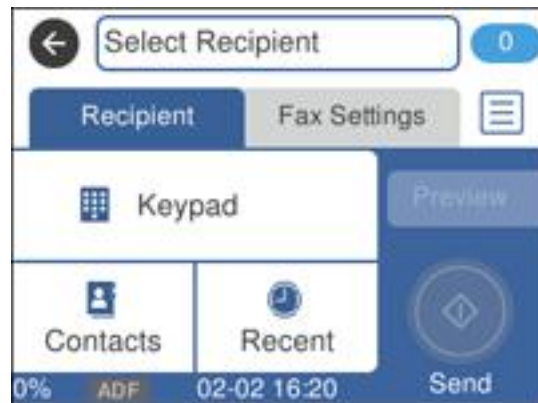 Select Recipient
0
Recipient
Fax Settings
Keypad
Preview
Contacts
Recent
0%
ADF
02-02 16:20
Send